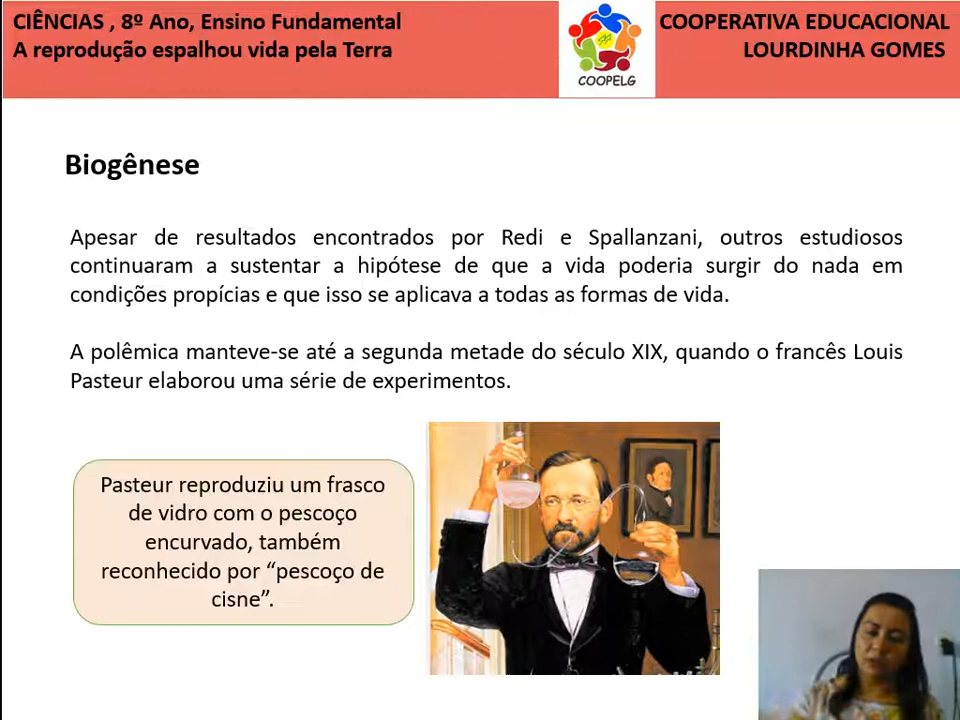 CIÊNCIAS , 8º Ano, Ensino Fundamental
A reprodução espalhou vida pela Terra
COOPELG
COOPERATIVA EDUCACIONAL
LOURDINHA GOMES
Biogênese
Apesar de resultados encontrados por Redi e Spallanzani, outros estudiosos
continuaram a sustentar a hipótese de que a vida poderia surgir do nada em
condições propícias e que isso se aplicava a todas as formas de vida.
A polêmica manteve-se até a segunda metade do século XIX, quando o francês Louis
Pasteur elaborou uma série de experimentos.
Pasteur reproduziu um frasco
de vidro com o pescoço
encurvado, também
reconhecido por “pescoço de
cisne”.